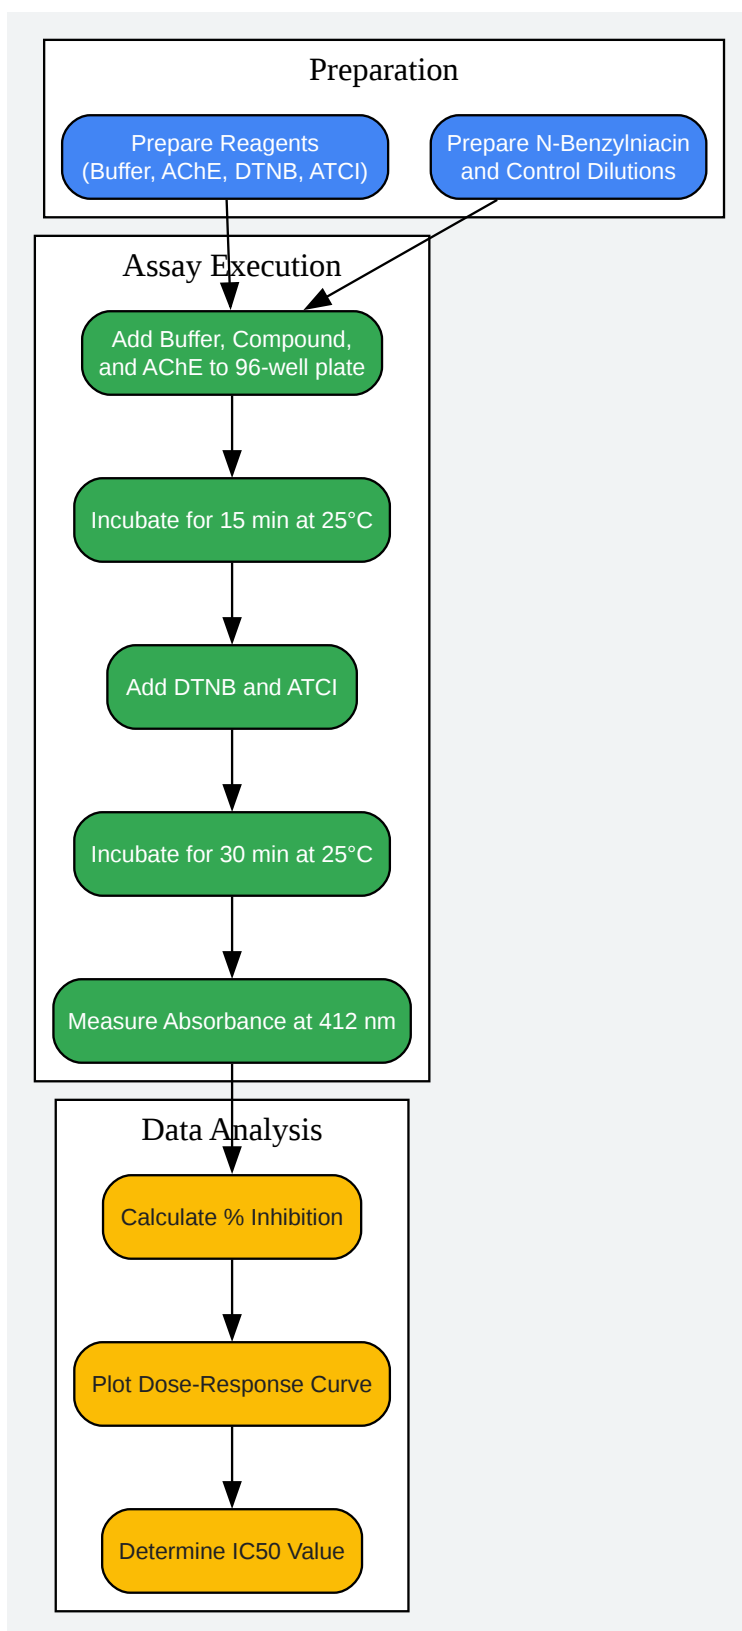 Preparation
Prepare Reagents
(Buffer, AChE, DTNB, ATCI)
Prepare N-Benzylniacin
and Control Dilutions
Assay Execution
Add Buffer, Compound,
and AChE to 96-well plate
Incubate for 15 min at 25°C
Add DTNB and ATCI
Incubate for 30 min at 25°C
Measure Absorbance at 412 nm
Data Analysis
Calculate % Inhibition
Plot Dose-Response Curve
Determine IC50 Value